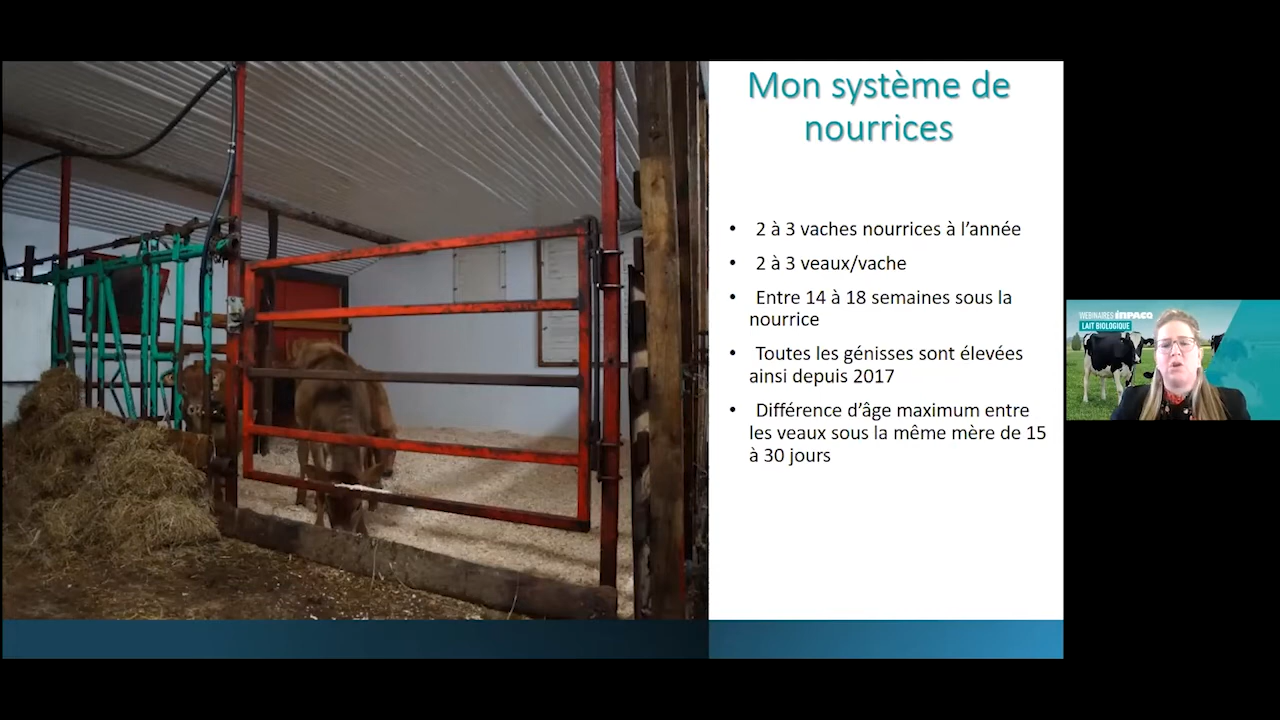 Mon système de
nourrices
• 2 à 3 vaches nourrices à l’année
• 2 à 3 veaux/vache
• Entre 14 à 18 semaines sous la
nourrice
• Toutes les génisses sont élevées
ainsi depuis 2017
• Différence d’âge maximum entre
les veaux sous la même mère de 15
à 30 jours
WEBINAIRES INPACQ
LAIT BIOLOGIQUE